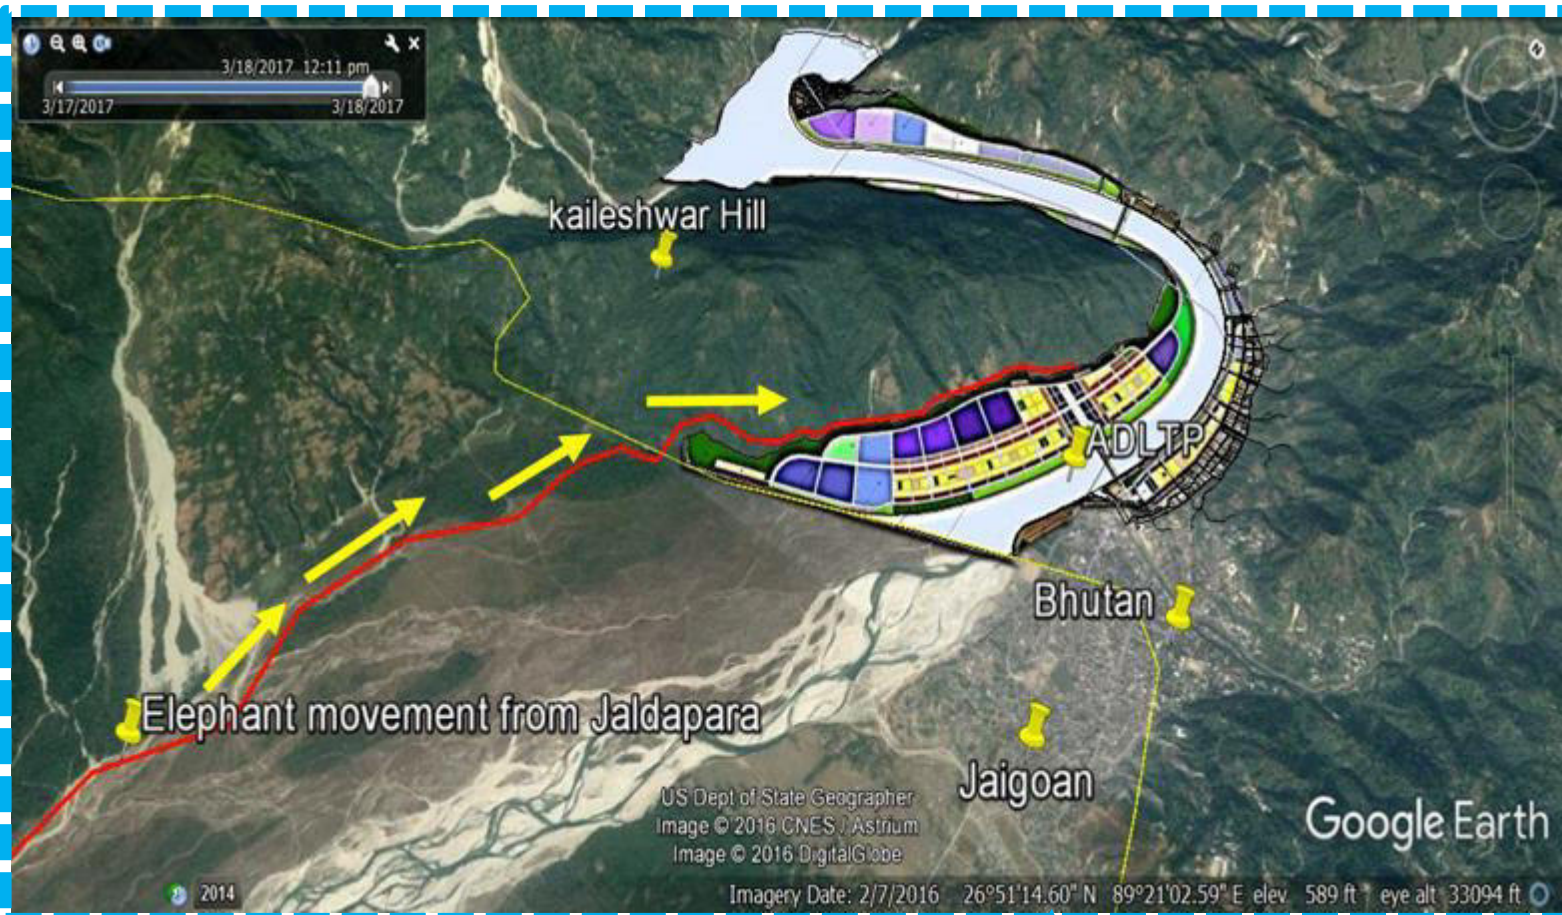 3/18/2017 12:11 pm
3/17/2017
3/18/2017
kaileshwar Hill
ADLTP
Bhutan
Elephant movement from Jaldapara
Jaigoan
US Dept of State Geographer
Image © 2016 CNES / Astrium
Image © 2016 DigitalGlobe
Google Earth
2014
Imagery Date: 2/7/2016 26°51'14.60" N 89°21'02.59" E elev 589 ft eye alt 33094 ft